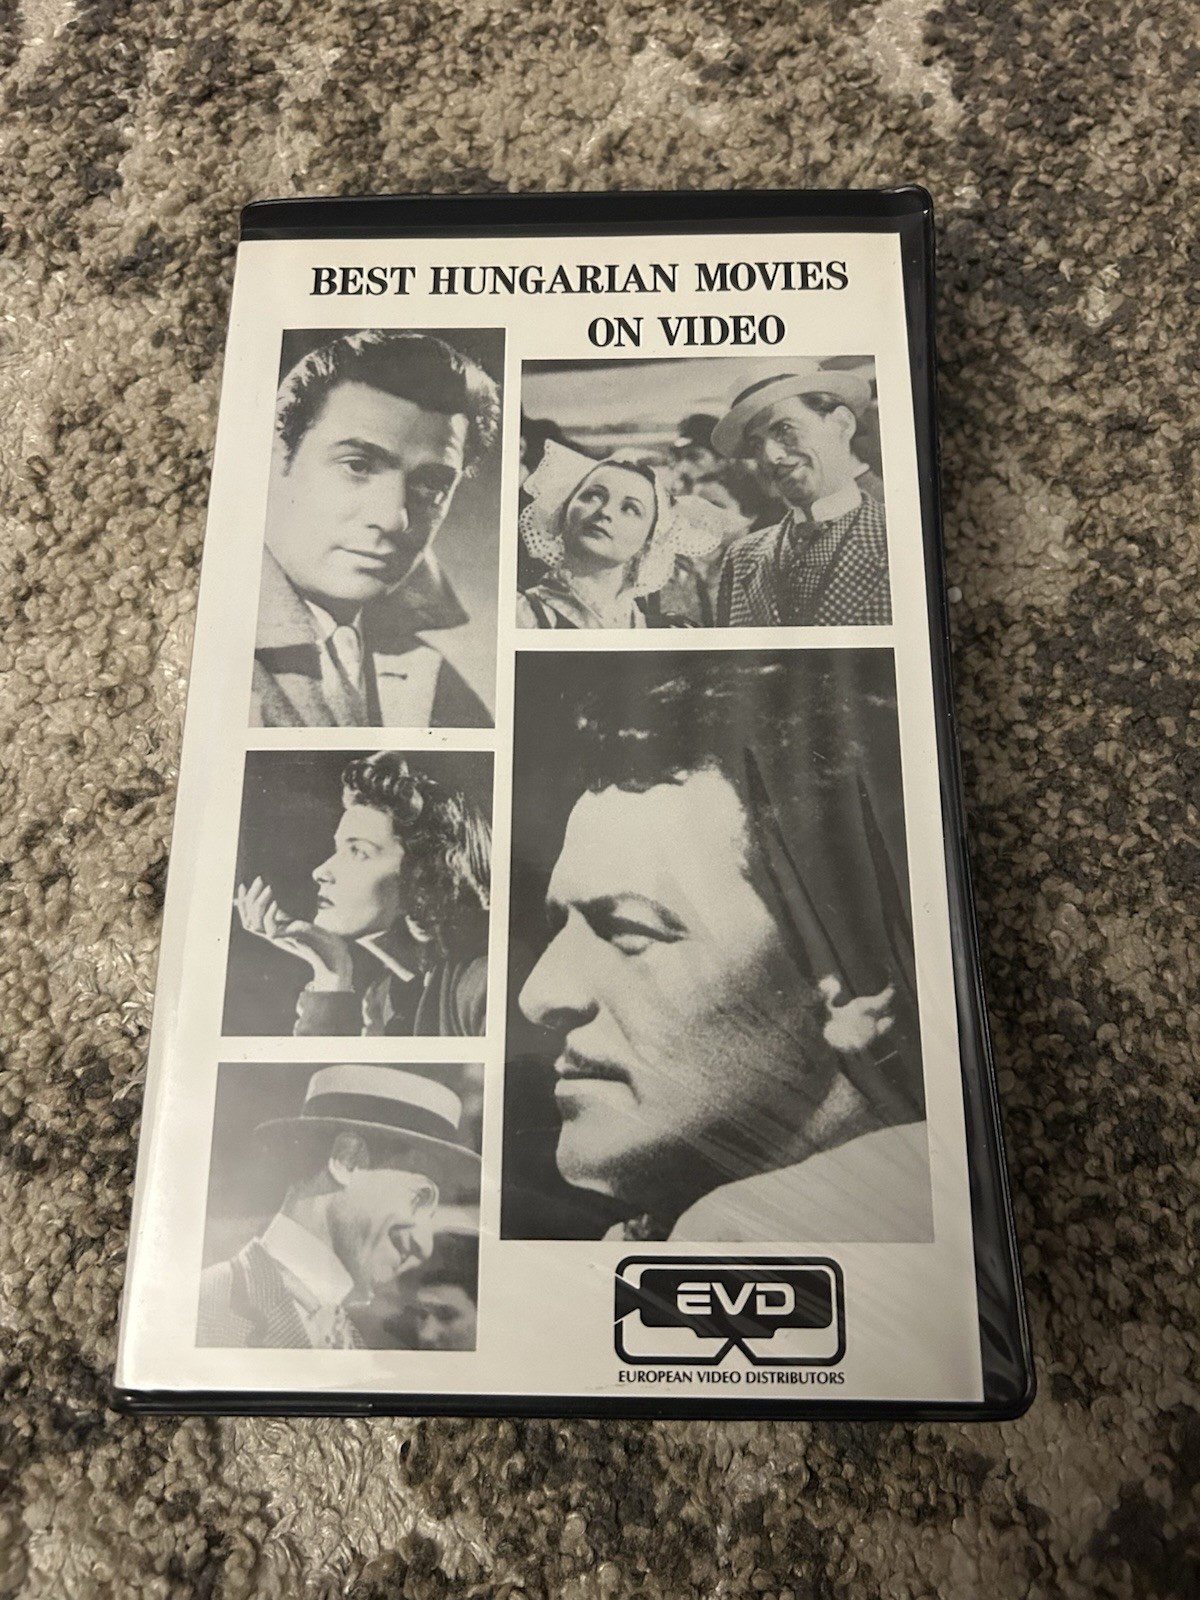 BEST HUNGARIAN MOVIES
ON VIDEO
EVD
EUROPEAN VIDEO DISTRIBUTORS